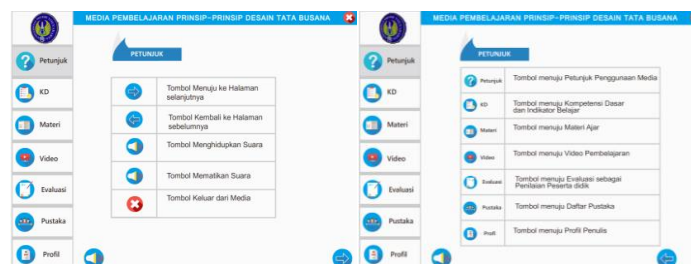 MEDIA PEMBELAJARAN PRINSIP-PRINSIP DESAIN TATA BUSANA
PETUNJUK
Petunjuk
KD
Materi
Video
Evaluasi
Pustaka
Profil
Tombol Menuju ke Halaman
selanjutnya
Tombol Kembali ke Halaman
sebelumnya
Tombol Menghidupkan Suara
Tombol Mematikan Suara
Tombol Keluar dari Media
MEDIA PEMBELAJARAN PRINSIP-PRINSIP DESAIN TATA BUSANA
PETUNJUK
Petunjuk
KD
Materi
Video
Evaluasi
Pustaka
Profil
Petunjuk
Tombol menuju Petunjuk Penggunaan Media
KD
Tombol menuju Kompetensi Dasar
dan Indikator Belajar
Materi
Tombol menuju Materi Ajar
Video
Tombol menuju Video Pembelajaran
Evaluasi
Tombol menuju Evaluasi sebagai
Penilaian Peserta didik
Pustaka
Tombol menuju Daftar Pustaka
Profil
Tombol menuju Profil Penulis